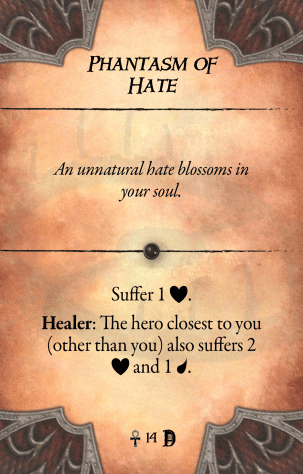 Phantasm of
Hate
An unnatural hate blossoms in
your soul.
Suffer 1 ♥.
Healer: The hero closest to you
(other than you) also suffers 2
♥ and 1 🌢.
☥ 14 D